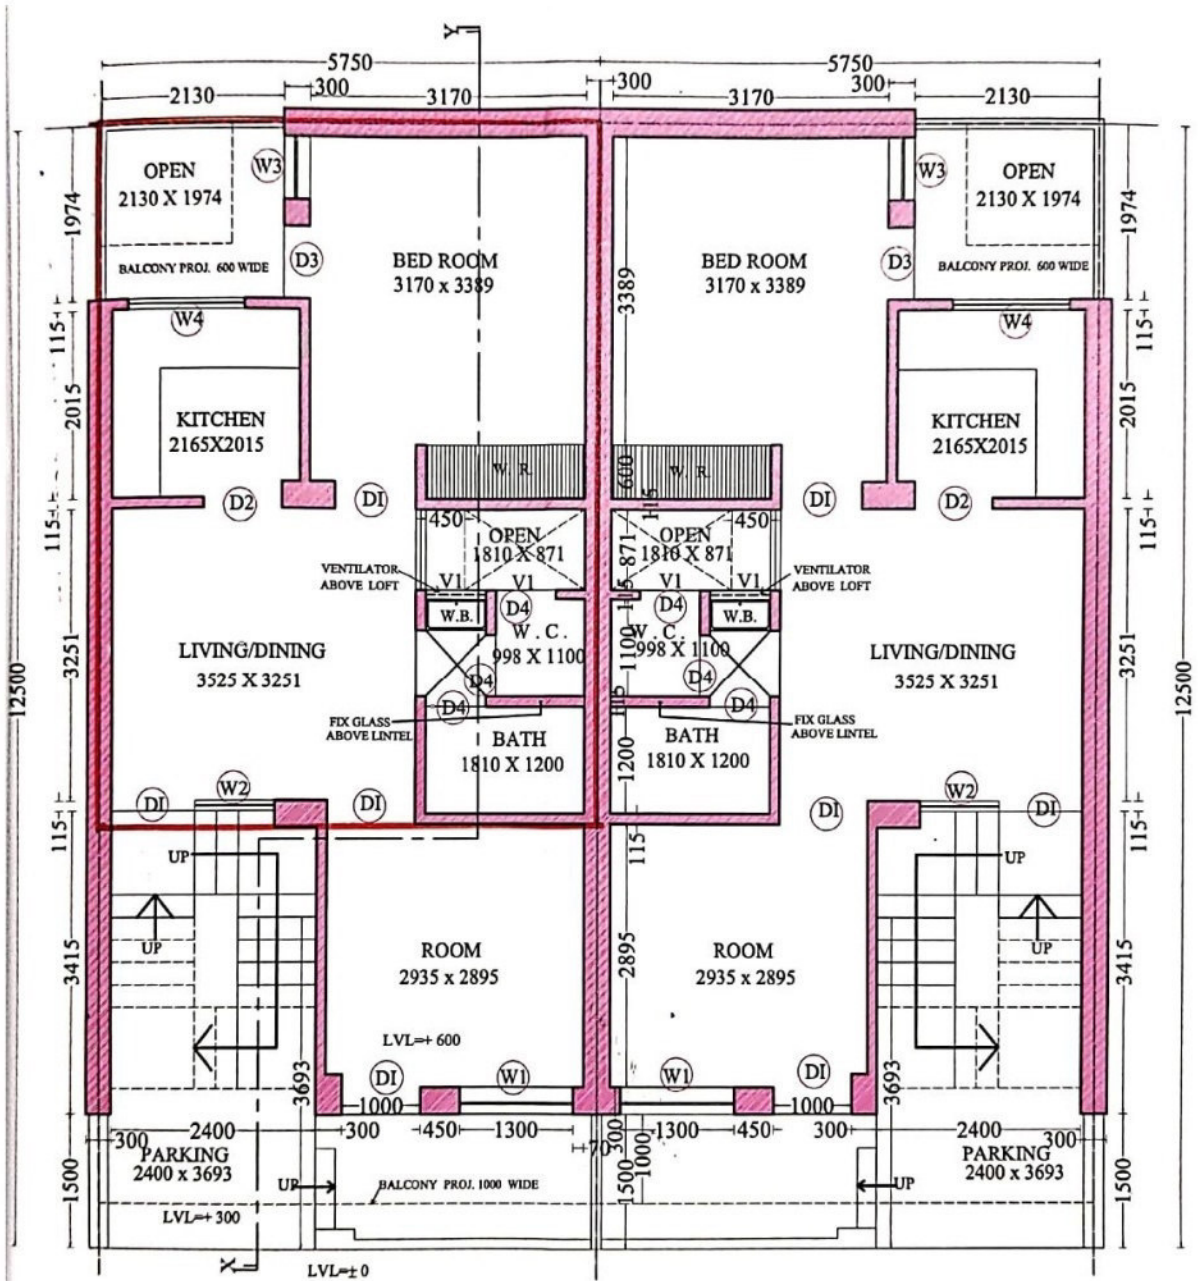 Y
5750
5750
300
300
300
2130
3170
3170
2130
OPEN
2130 X 1974
W3
W3
OPEN
2130 X 1974
1974
1974
D3
BED ROOM
3170 x 3389
BED ROOM
3170 x 3389
D3
BALCONY PROJ. 600 WIDE
BALCONY PROJ. 600 WIDE
3389
W4
W4
115
115
2015
2015
KITCHEN
2165X2015
KITCHEN
2165X2015
W. R.
W. R.
600
D2
DI
DI
D2
115
115
115
450
OPEN
1810 X 871
OPEN
1810 X 871
450
871
VENTILATOR
ABOVE LOFT
V1
V1
V1
V1
VENTILATOR
ABOVE LOFT
115
W.B.
D4
D4
W.B.
W. C.
998 X 1100
W. C.
998 X 1100
1100
LIVING/DINING
3525 X 3251
LIVING/DINING
3525 X 3251
3251
3251
12500
12500
D4
D4
D4
D4
115
FIX GLASS
ABOVE LINTEL
FIX GLASS
ABOVE LINTEL
BATH
1810 X 1200
BATH
1810 X 1200
1200
DI
W2
DI
DI
W2
DI
115
115
115
UP
UP
UP
UP
ROOM
2935 x 2895
ROOM
2935 x 2895
2895
3415
3415
LVL=+ 600
3693
3693
DI
W1
W1
DI
1000
1000
300
2400
300
450
1300
70
300
1300
450
300
2400
300
PARKING
2400 x 3693
PARKING
2400 x 3693
1500
1500
1000
1500
UP
UP
BALCONY PROJ. 1000 WIDE
LVL=+ 300
X
LVL=± 0